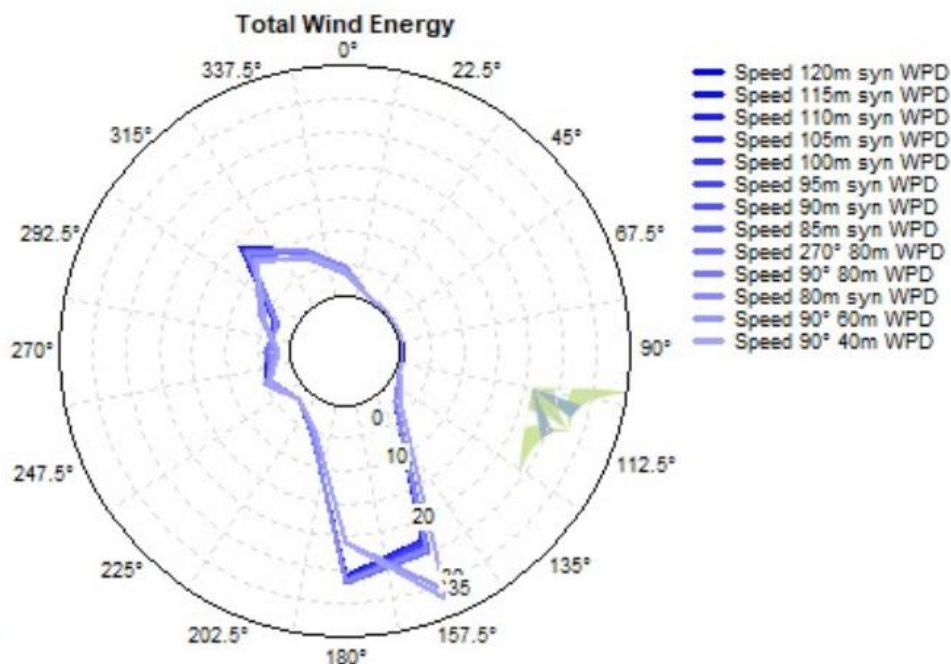 Total Wind Energy
0°
22.5°
45°
67.5°
90°
112.5°
135°
157.5°
180°
202.5°
225°
247.5°
270°
292.5°
315°
337.5°
0
10
20
35
Speed 120m syn WPD
Speed 115m syn WPD
Speed 110m syn WPD
Speed 105m syn WPD
Speed 100m syn WPD
Speed 95m syn WPD
Speed 90m syn WPD
Speed 85m syn WPD
Speed 270° 80m WPD
Speed 90° 80m WPD
Speed 80m syn WPD
Speed 90° 60m WPD
Speed 90° 40m WPD